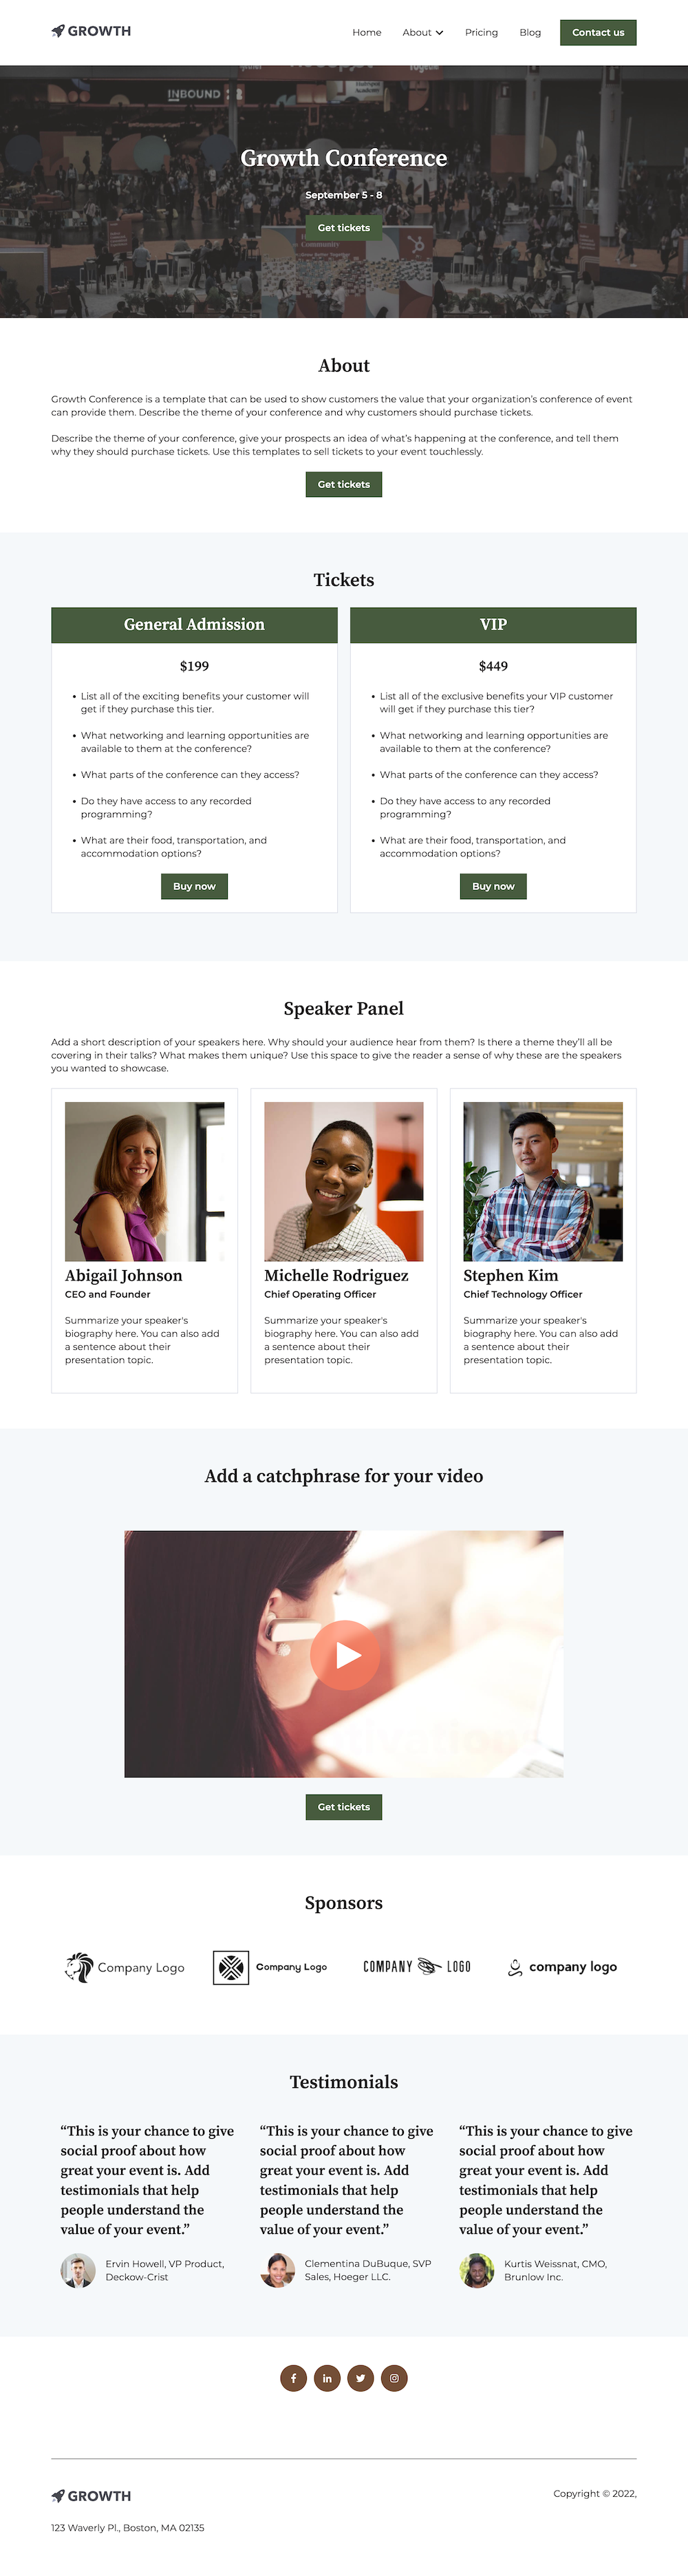 GROWTH
Home About Pricing Blog Contact us
INBOUND
Growth Conference
September 5 - 8
Get tickets
Community
About
Growth Conference is a template that can be used to show customers the value that your organization's conference of event
can provide them. Describe the theme of your conference and why customers should purchase tickets.
Describe the theme of your conference, give your prospects an idea of what's happening at the conference, and tell them
why they should purchase tickets. Use this templates to sell tickets to your event touchlessly.
Get tickets
Tickets
General Admission
$199
• List all of the exciting benefits your customer will
get if they purchase this tier.
• What networking and learning opportunities are
available to them at the conference?
• What parts of the conference can they access?
• Do they have access to any recorded
programming?
• What are their food, transportation, and
accommodation options?
Buy now
VIP
$449
• List all of the exclusive benefits your VIP customer
will get if they purchase this tier?
• What networking and learning opportunities are
available to them at the conference?
• What parts of the conference can they access?
• Do they have access to any recorded
programming?
• What are their food, transportation, and
accommodation options?
Buy now
Speaker Panel
Add a short description of your speakers here. Why should your audience hear from them? Is there a theme they'll all be
covering in their talks? What makes them unique? Use this space to give the reader a sense of why these are the speakers
you wanted to showcase.
Abigail Johnson
CEO and Founder
Summarize your speaker's
biography here. You can also add
a sentence about their
presentation topic.
Michelle Rodriguez
Chief Operating Officer
Summarize your speaker's
biography here. You can also add
a sentence about their
presentation topic.
Stephen Kim
Chief Technology Officer
Summarize your speaker's
biography here. You can also add
a sentence about their
presentation topic.
Add a catchphrase for your video
Get tickets
Sponsors
Company Logo
Company Logo
COMPANY LOGO
company logo
Testimonials
“This is your chance to give
social proof about how
great your event is. Add
testimonials that help
people understand the
value of your event.”
Ervin Howell, VP Product,
Deckow-Crist
“This is your chance to give
social proof about how
great your event is. Add
testimonials that help
people understand the
value of your event.”
Clementina DuBuque, SVP
Sales, Hoeger LLC.
“This is your chance to give
social proof about how
great your event is. Add
testimonials that help
people understand the
value of your event.”
Kurtis Weissnat, CMO,
Brunlow Inc.
GROWTH
Copyright © 2022,
123 Waverly Pl., Boston, MA 02135